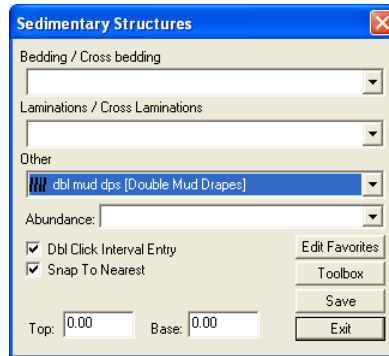 Sedimentary Structures
Bedding / Cross bedding
Laminations / Cross Laminations
Other
dbl mud dps [Double Mud Drapes]
Abundance:
Dbl Click Interval Entry
Edit Favorites
Snap To Nearest
Toolbox
Save
Top: 0.00 Base: 0.00
Exit